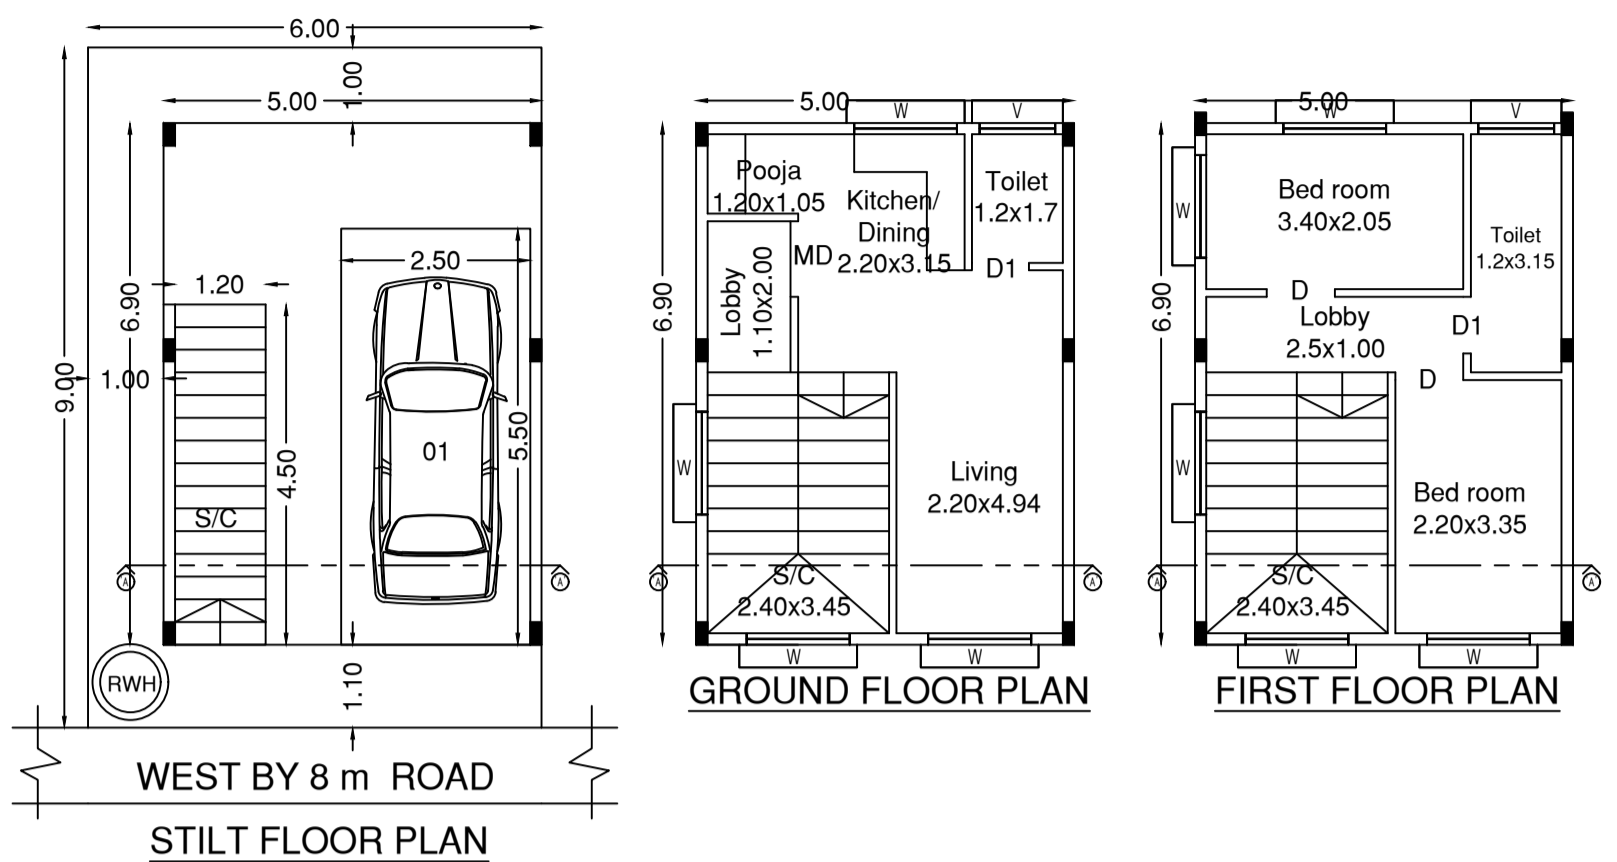 6.00
1.00
5.00
2.50
1.20
6.90
9.00
1.00
4.50
5.50
01
S/C
A
A
RWH
1.10
WEST BY 8 m ROAD
STILT FLOOR PLAN
5.00
W
V
Pooja
1.20x1.05
Kitchen/
Dining
2.20x3.15
Toilet
1.2x1.7
MD
D1
Lobby
1.10x2.00
6.90
W
Living
2.20x4.94
A
A
S/C
2.40x3.45
W
W
GROUND FLOOR PLAN
5.00
W
V
Bed room
3.40x2.05
W
Toilet
1.2x3.15
D
Lobby
2.5x1.00
D1
D
6.90
W
Bed room
2.20x3.35
A
A
S/C
2.40x3.45
W
W
FIRST FLOOR PLAN